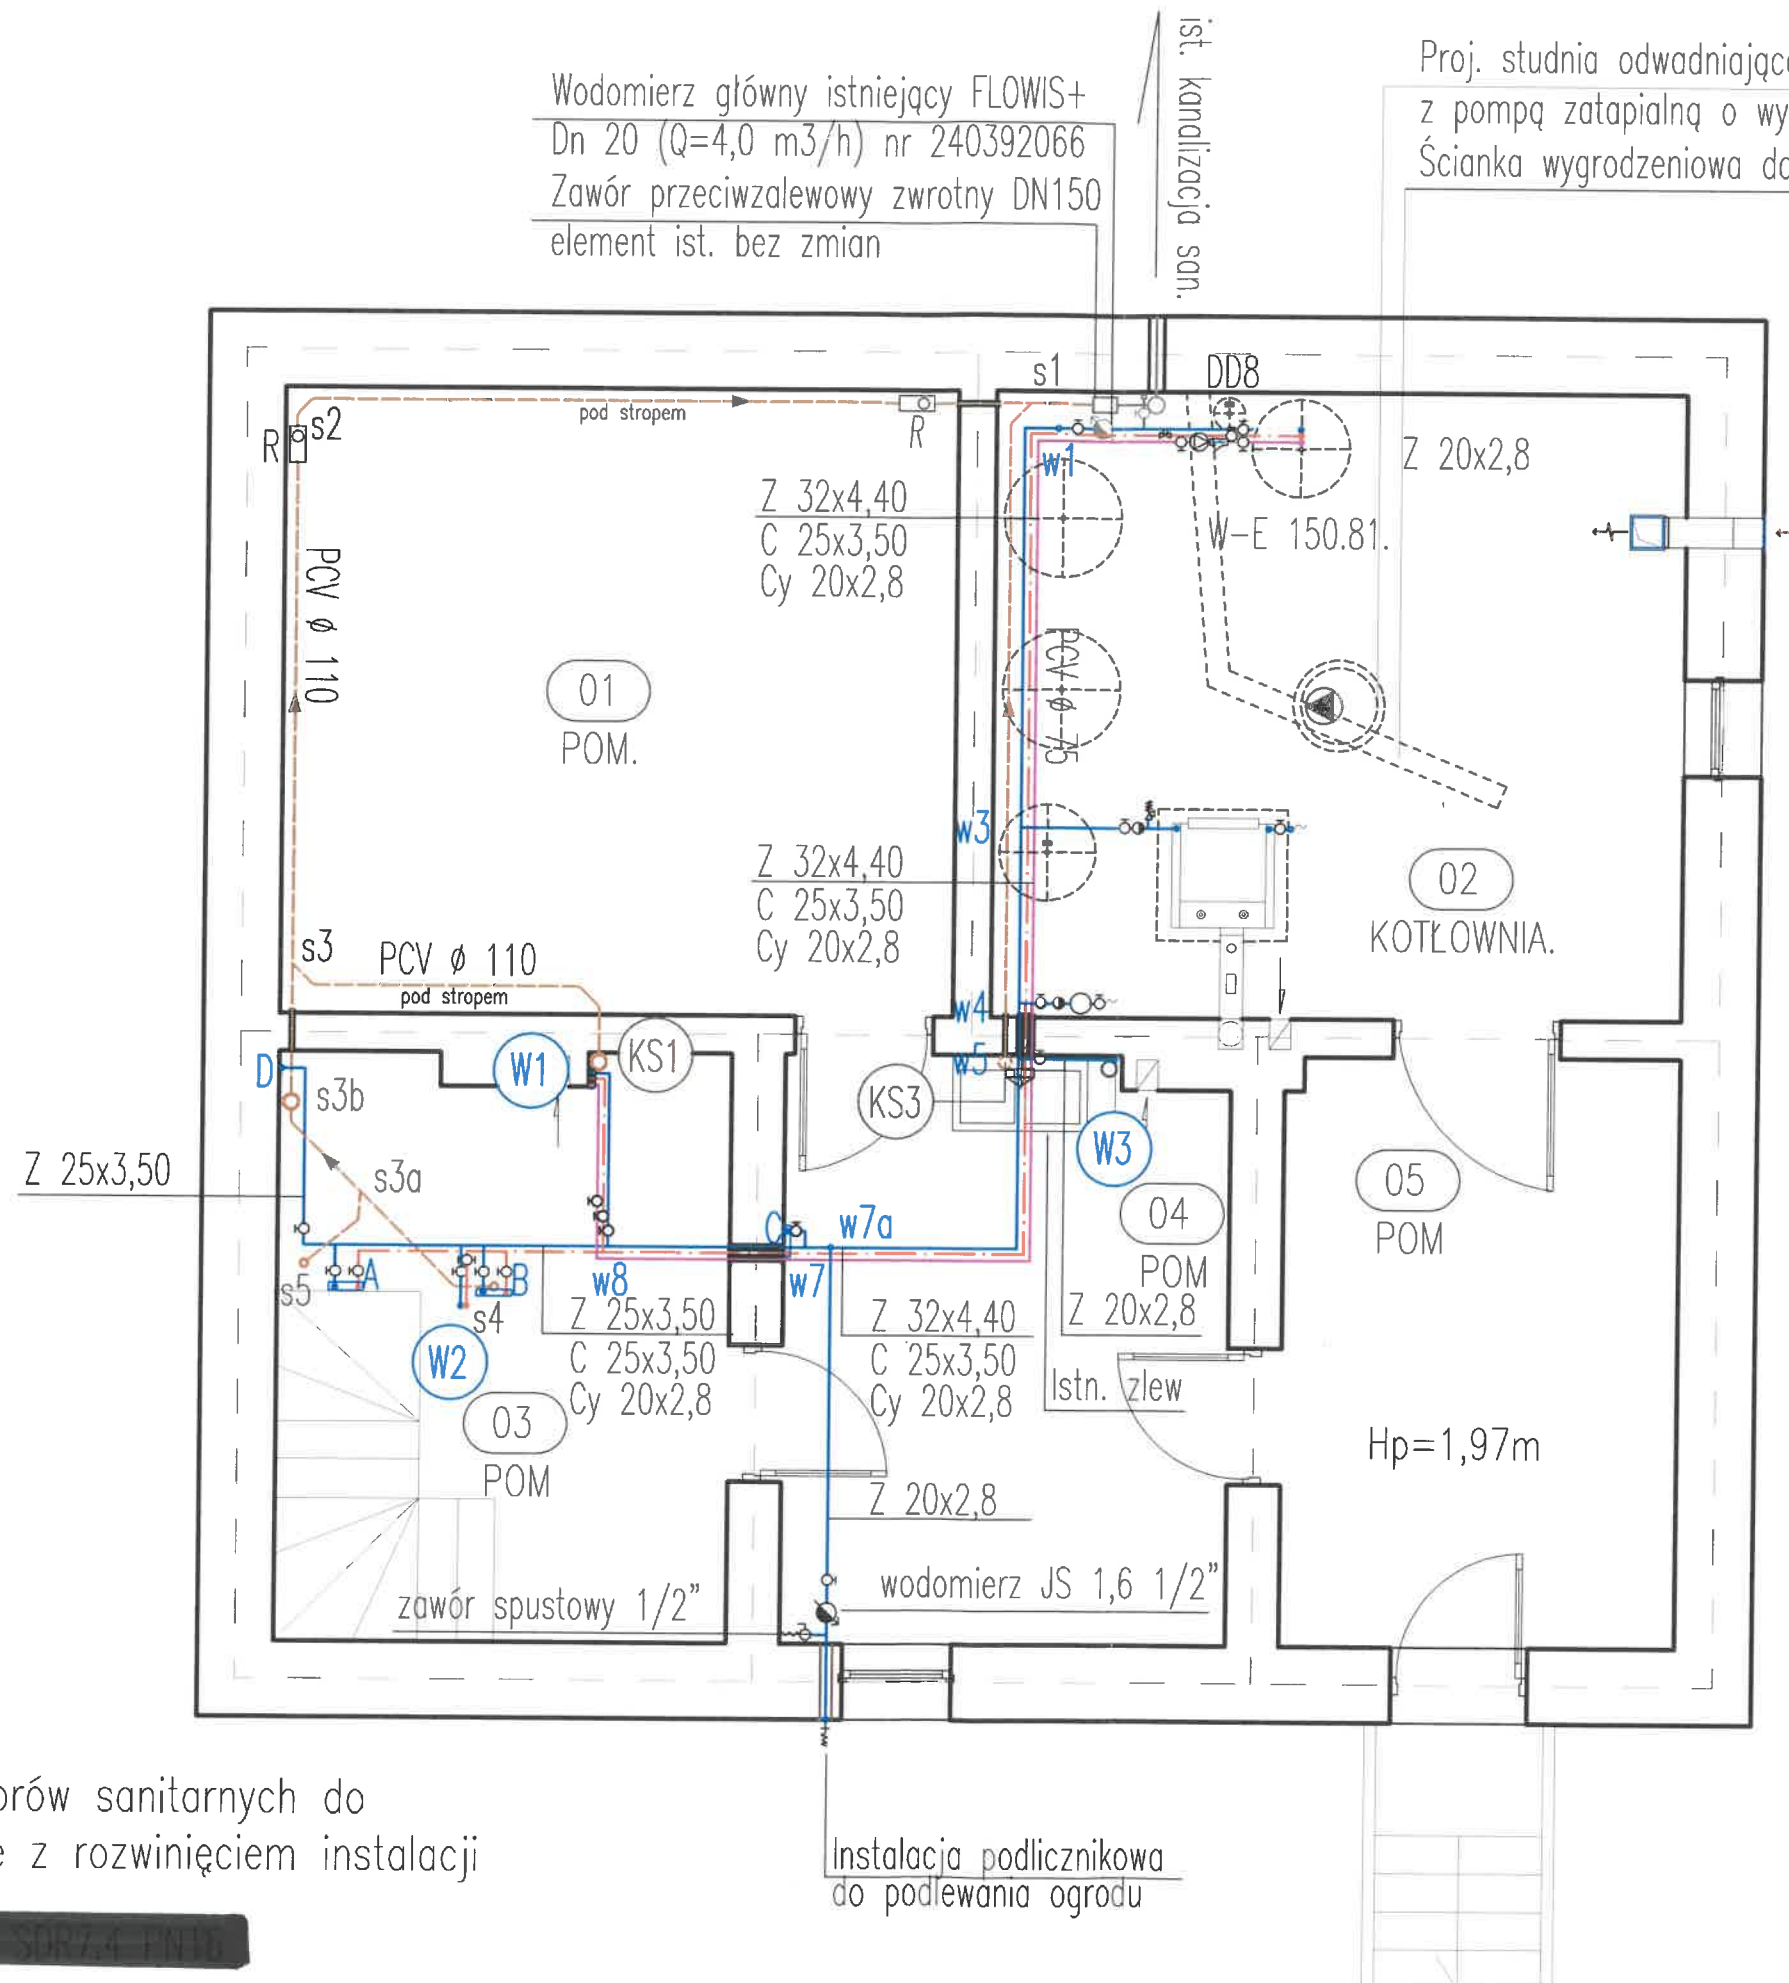 Wodomierz główny istniejący FLOWIS+
Dn 20 (Q=4,0 m3/h) nr 240392066
Zawór przeciwzalewowy zwrotny DN150
element ist. bez zmian
ist. kanalizacja san.
Proj. studnia odwadniające
z pompą zatapialną o wy
Ścianka wygrodzeniowa do
s1
DD8
s2
R
pod stropem
R
w1
Z 20x2,8
Z 32x4,40
C 25x3,50
Cy 20x2,8
W-E 150.81.
PCV ø 110
PCV ø 75
01
POM.
w3
Z 32x4,40
C 25x3,50
Cy 20x2,8
02
KOTŁOWNIA.
s3
PCV ø 110
pod stropem
w4
W1
KS1
w5
D
s3b
KS3
W3
Z 25x3,50
s3a
05
POM
04
POM
C
w7a
s5
A
B
w8
w7
s4
Z 25x3,50
C 25x3,50
Cy 20x2,8
Z 32x4,40
C 25x3,50
Cy 20x2,8
Z 20x2,8
W2
Istn. zlew
03
POM
Hp=1,97m
Z 20x2,8
zawór spustowy 1/2"
wodomierz JS 1,6 1/2"
orów sanitarnych do
e z rozwinięciem instalacji
Instalacja podlicznikowa
do podlewania ogrodu
SDR7,4 PN16